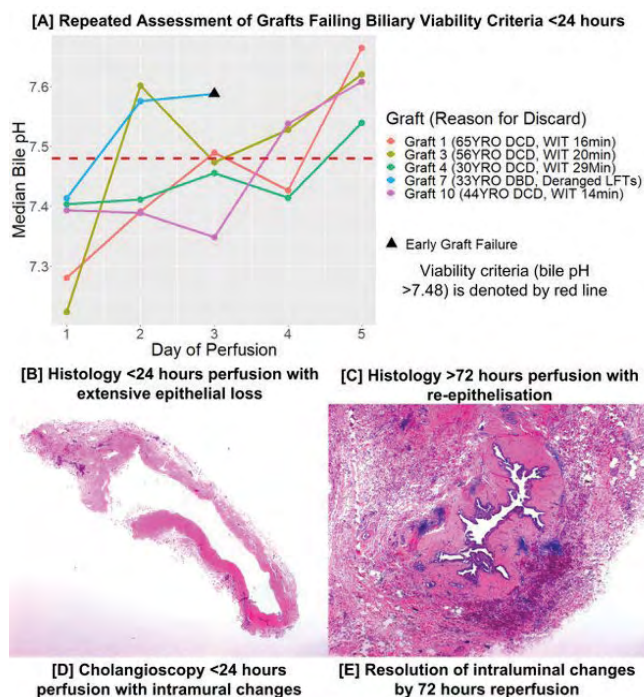 [A] Repeated Assessment of Grafts Failing Biliary Viability Criteria <24 hours
7.6
7.5
7.4
7.3
Median Bile pH
1 2 3 4 5
Day of Perfusion
Graft (Reason for Discard)
Graft 1 (65YRO DCD, WIT 16min)
Graft 3 (56YRO DCD, WIT 20min)
Graft 4 (30YRO DCD, WIT 29Min)
Graft 7 (33YRO DBD, Deranged LFTs)
Graft 10 (44YRO DCD, WIT 14min)
Early Graft Failure
Viability criteria (bile pH
>7.48) is denoted by red line
[B] Histology <24 hours perfusion with
extensive epithelial loss
[C] Histology >72 hours perfusion with
re-epithelisation
[D] Cholangioscopy <24 hours
perfusion with intramural changes
[E] Resolution of intraluminal changes
by 72 hours reperfusion